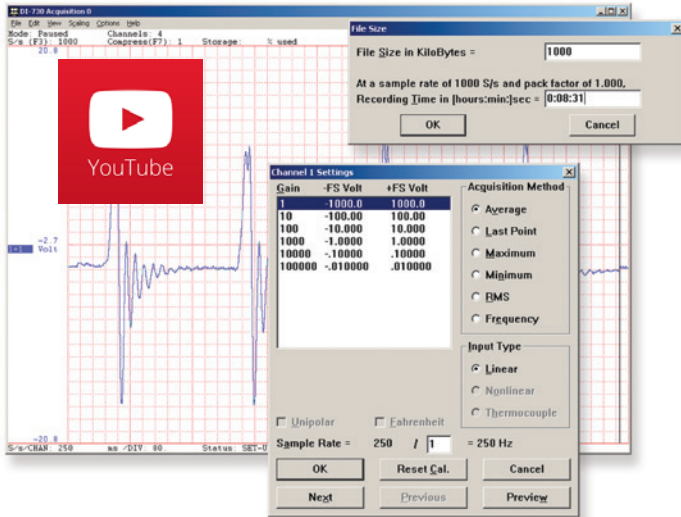 DI-730 Acquisition D
File Edit View Scaling Options Help
Mode: Paused Channels: 4
S/s (F3): 1000 Compress(F7): 1 Storage: % used
20.8
YouTube
-2.7
1=1 Volt
-20.8
S/s/CHAN: 250 ms /DIV: 80. Status: SET-U
File Size
File Size in KiloBytes = 1000
At a sample rate of 1000 S/s and pack factor of 1.000,
Recording Time in [hours:min:]sec = 0:08:31
OK Cancel
Channel 1 Settings
Gain -FS Volt +FS Volt
1 -1000.0 1000.0
10 -100.00 100.00
100 -10.000 10.000
1000 -1.0000 1.0000
10000 -.10000 .10000
100000 -.010000 .010000
Acquisition Method
Average
Last Point
Maximum
Minimum
RMS
Frequency
Input Type
Linear
Nonlinear
Thermocouple
Unipolar Fahrenheit
Sample Rate = 250 / 1 = 250 Hz
OK Reset Cal. Cancel
Next Previous Preview